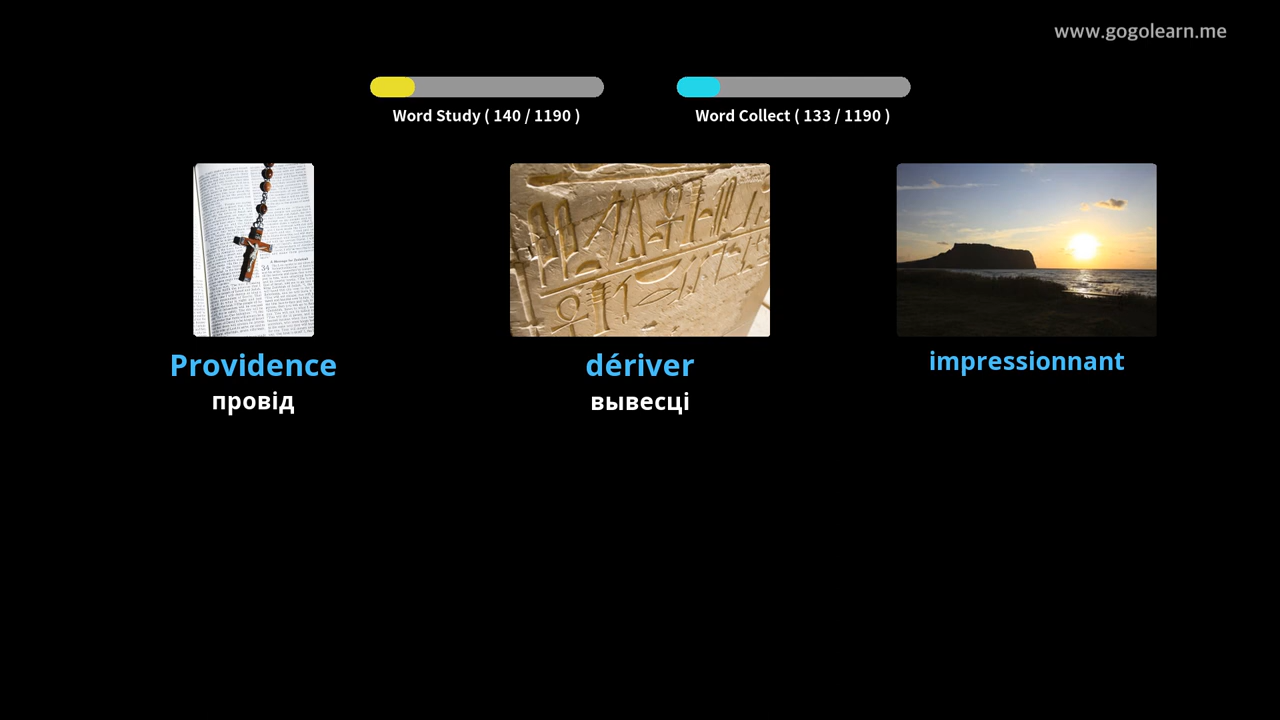 www.gogolearn.me
Word Study ( 140 / 1190 )
Word Collect ( 133 / 1190 )
Providence
провід
dériver
вывесці
impressionnant